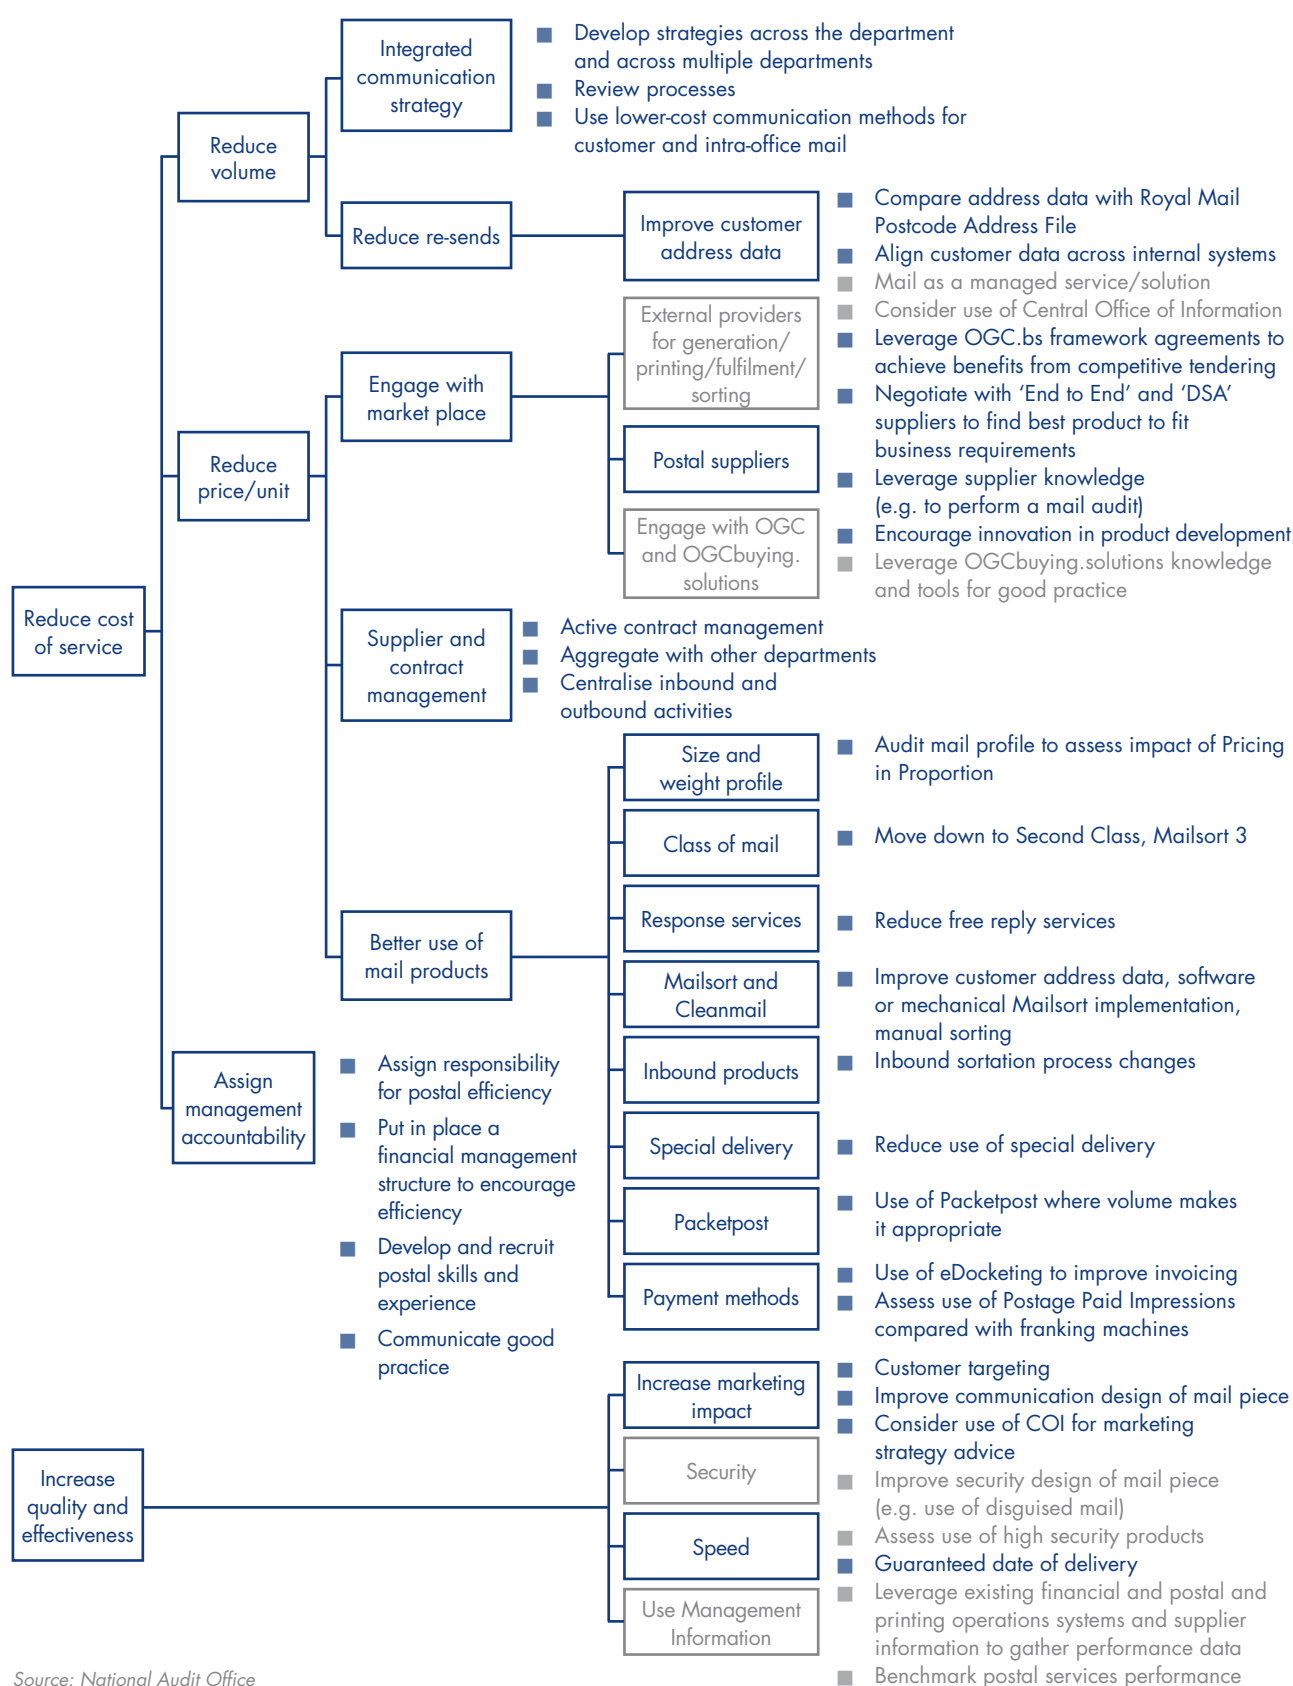 Integrated
communication
strategy
Develop strategies across the department
and across multiple departments
Review processes
Use lower-cost communication methods for
customer and intra-office mail
Reduce
volume
Reduce re-sends
Improve customer
address data
Compare address data with Royal Mail
Postcode Address File
Align customer data across internal systems
Mail as a managed service/solution
Consider use of Central Office of Information
External providers
for generation/
printing/fulfilment/
sorting
Leverage OGC.bs framework agreements to
achieve benefits from competitive tendering
Engage with
market place
Negotiate with ‘End to End’ and ‘DSA’
suppliers to find best product to fit
business requirements
Postal suppliers
Reduce
price/unit
Leverage supplier knowledge
(e.g. to perform a mail audit)
Encourage innovation in product development
Engage with OGC
and OGCbuying.
solutions
Leverage OGCbuying.solutions knowledge
and tools for good practice
Reduce cost
of service
Supplier and
contract
management
Active contract management
Aggregate with other departments
Centralise inbound and
outbound activities
Size and
weight profile
Audit mail profile to assess impact of Pricing
in Proportion
Class of mail
Move down to Second Class, Mailsort 3
Response services
Reduce free reply services
Better use of
mail products
Mailsort and
Cleanmail
Improve customer address data, software
or mechanical Mailsort implementation,
manual sorting
Inbound products
Inbound sortation process changes
Assign
management
accountability
Assign responsibility
for postal efficiency
Put in place a
financial management
structure to encourage
efficiency
Develop and recruit
postal skills and
experience
Communicate good
practice
Special delivery
Reduce use of special delivery
Packetpost
Use of Packetpost where volume makes
it appropriate
Payment methods
Use of eDocketing to improve invoicing
Assess use of Postage Paid Impressions
compared with franking machines
Increase marketing
impact
Customer targeting
Improve communication design of mail piece
Consider use of COI for marketing
strategy advice
Security
Improve security design of mail piece
(e.g. use of disguised mail)
Assess use of high security products
Increase
quality and
effectiveness
Speed
Guaranteed date of delivery
Use Management
Information
Leverage existing financial and postal and
printing operations systems and supplier
information to gather performance data
Benchmark postal services performance
Source: National Audit Office